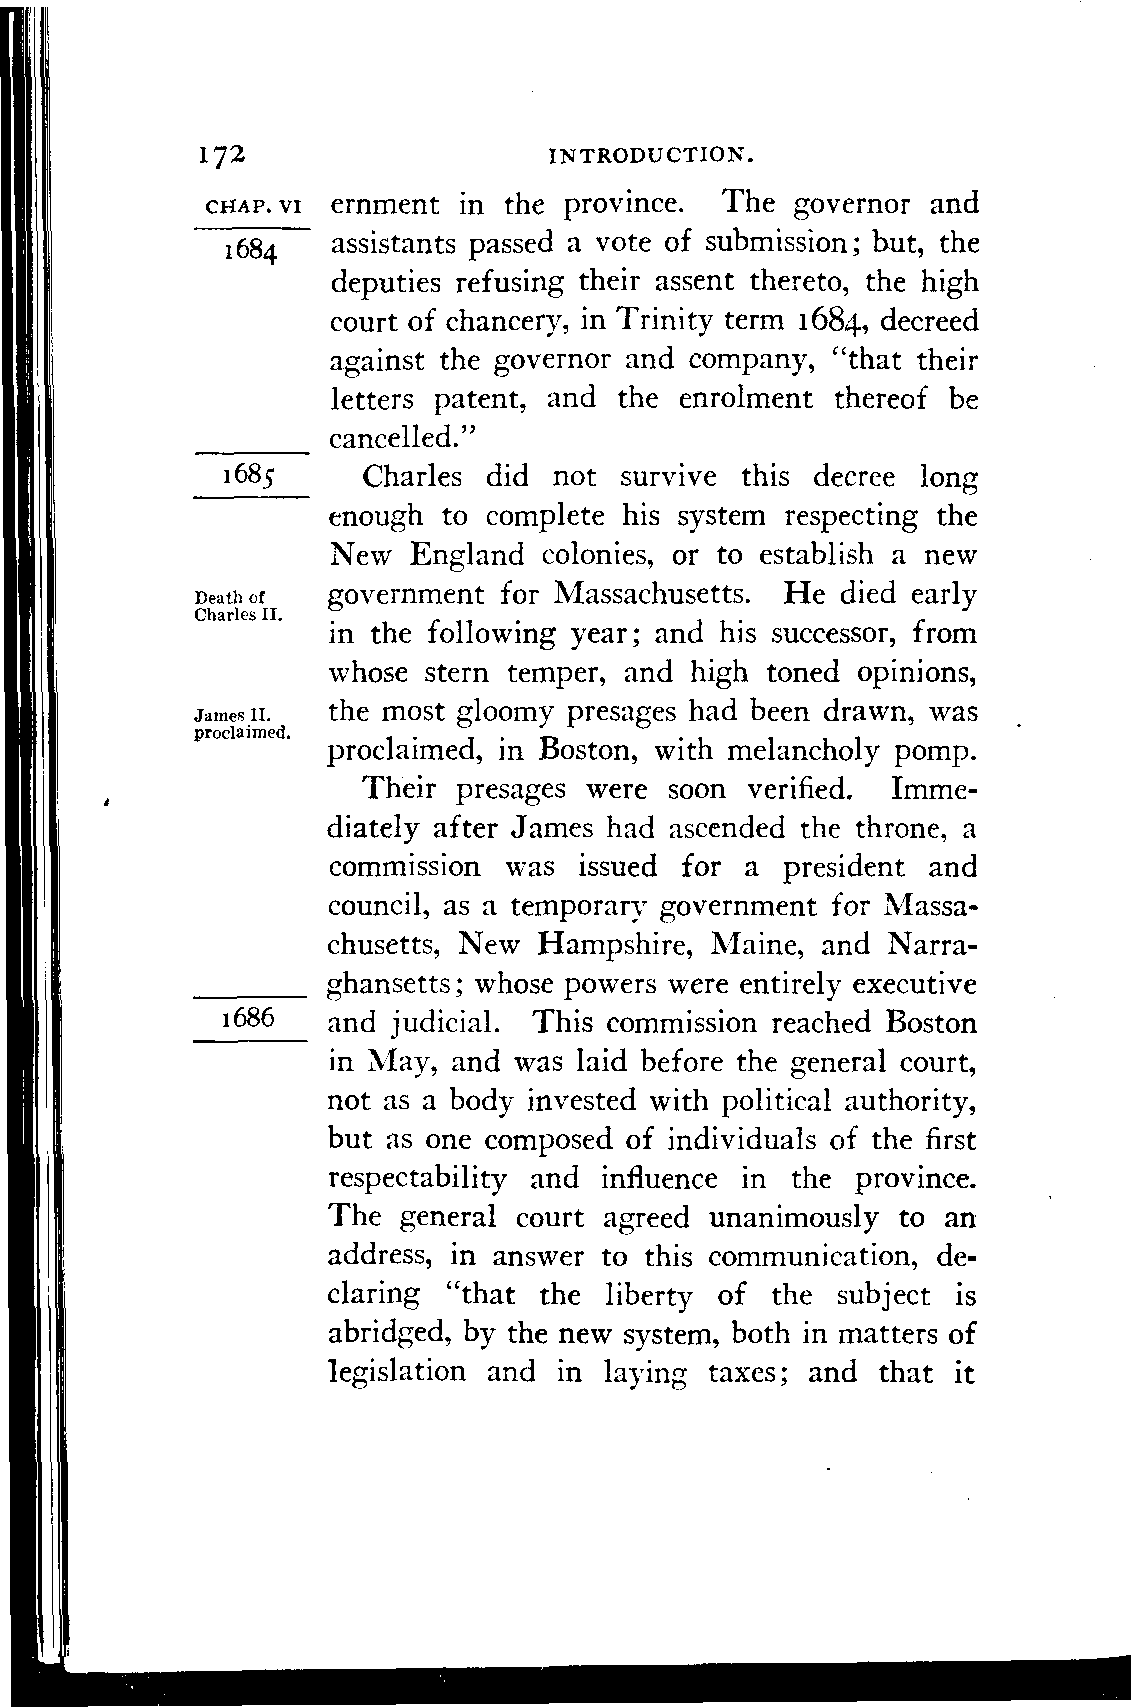 172 INTRODUCTION.
CHAP. VI ernment in the province. The governor and
1684 assistants passed a vote of submission; but, the
deputies refusing their assent thereto, the high
court of chancery, in Trinity term 1684, decreed
against the governor and company, “that their
letters patent, and the enrolment thereof be
cancelled.”
1685 Charles did not survive this decree long
enough to complete his system respecting the
New England colonies, or to establish a new
Death of government for Massachusetts. He died early
Charles II.
in the following year; and his successor, from
whose stern temper, and high toned opinions,
James II. the most gloomy presages had been drawn, was
proclaimed.
proclaimed, in Boston, with melancholy pomp.
Their presages were soon verified. Imme-
diately after James had ascended the throne, a
commission was issued for a president and
council, as a temporary government for Massa-
chusetts, New Hampshire, Maine, and Narra-
ghansetts; whose powers were entirely executive
1686 and judicial. This commission reached Boston
in May, and was laid before the general court,
not as a body invested with political authority,
but as one composed of individuals of the first
respectability and influence in the province.
The general court agreed unanimously to an
address, in answer to this communication, de-
claring “that the liberty of the subject is
abridged, by the new system, both in matters of
legislation and in laying taxes; and that it